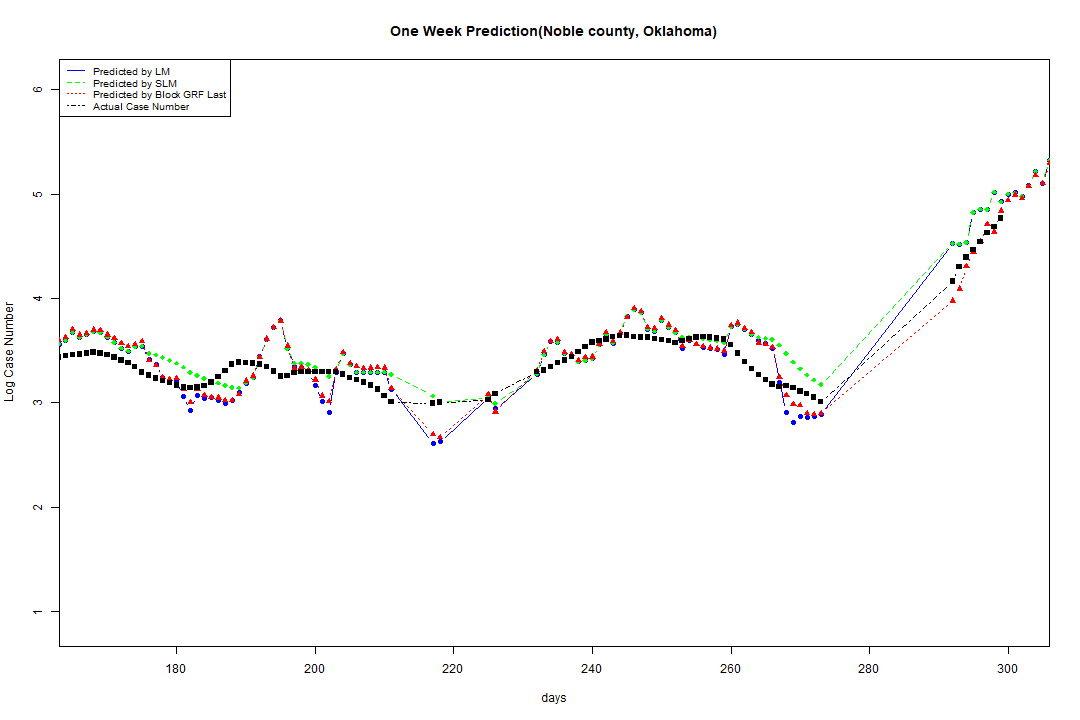 One Week Prediction(Noble county, Oklahoma)
Predicted by LM
Predicted by SLM
Predicted by Block GRF Last
Actual Case Number
6
5
4
3
2
1
Log Case Number
180 200 220 240 260 280 300
days